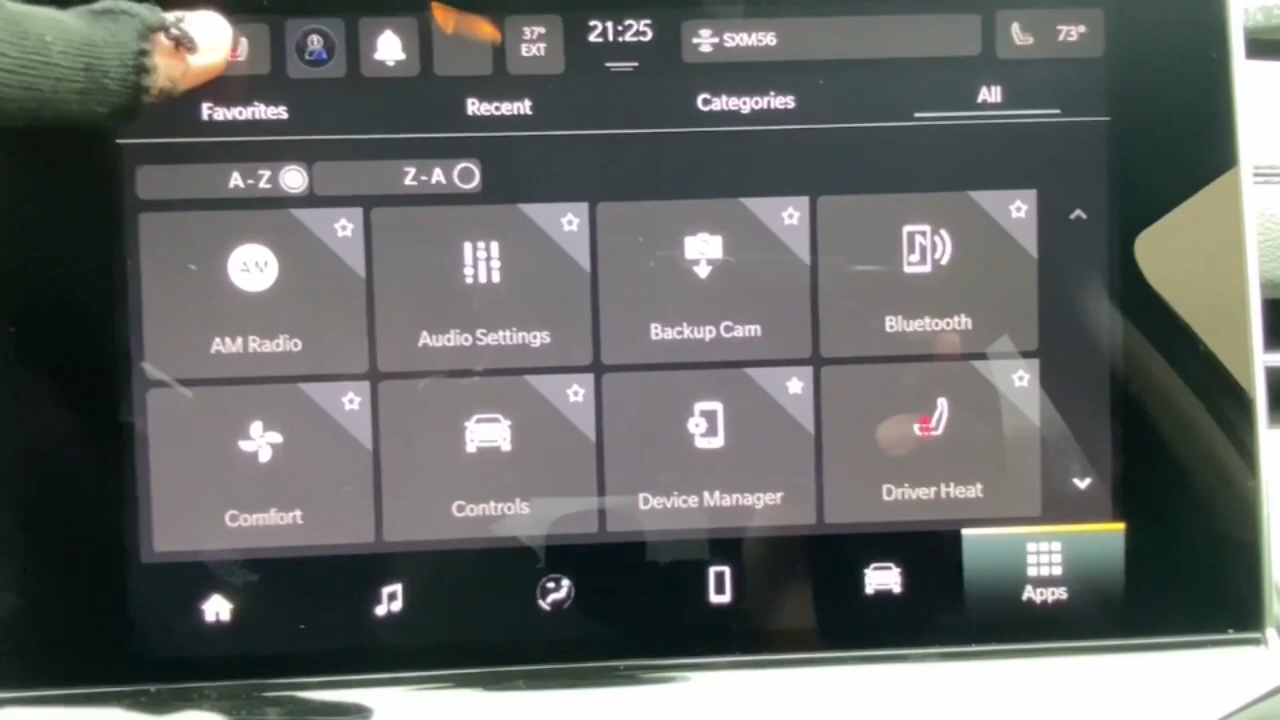 37°
EXT
21:25
SXM56
73°
Favorites
Recent
Categories
All
A-Z
Z-A
AM
AM Radio
Audio Settings
Backup Cam
Bluetooth
Comfort
Controls
Device Manager
Driver Heat
Apps